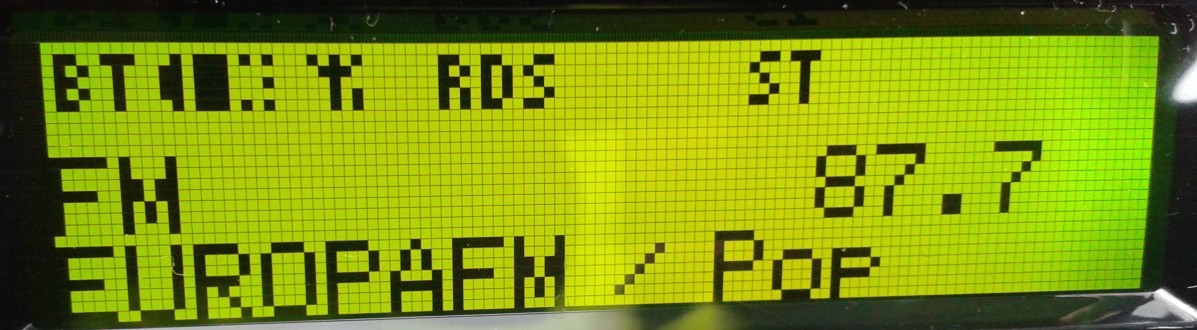 BT RDS ST
FM 87.7
EUROPAFM / Pop